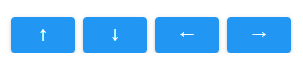 ↑ ↓ ← →